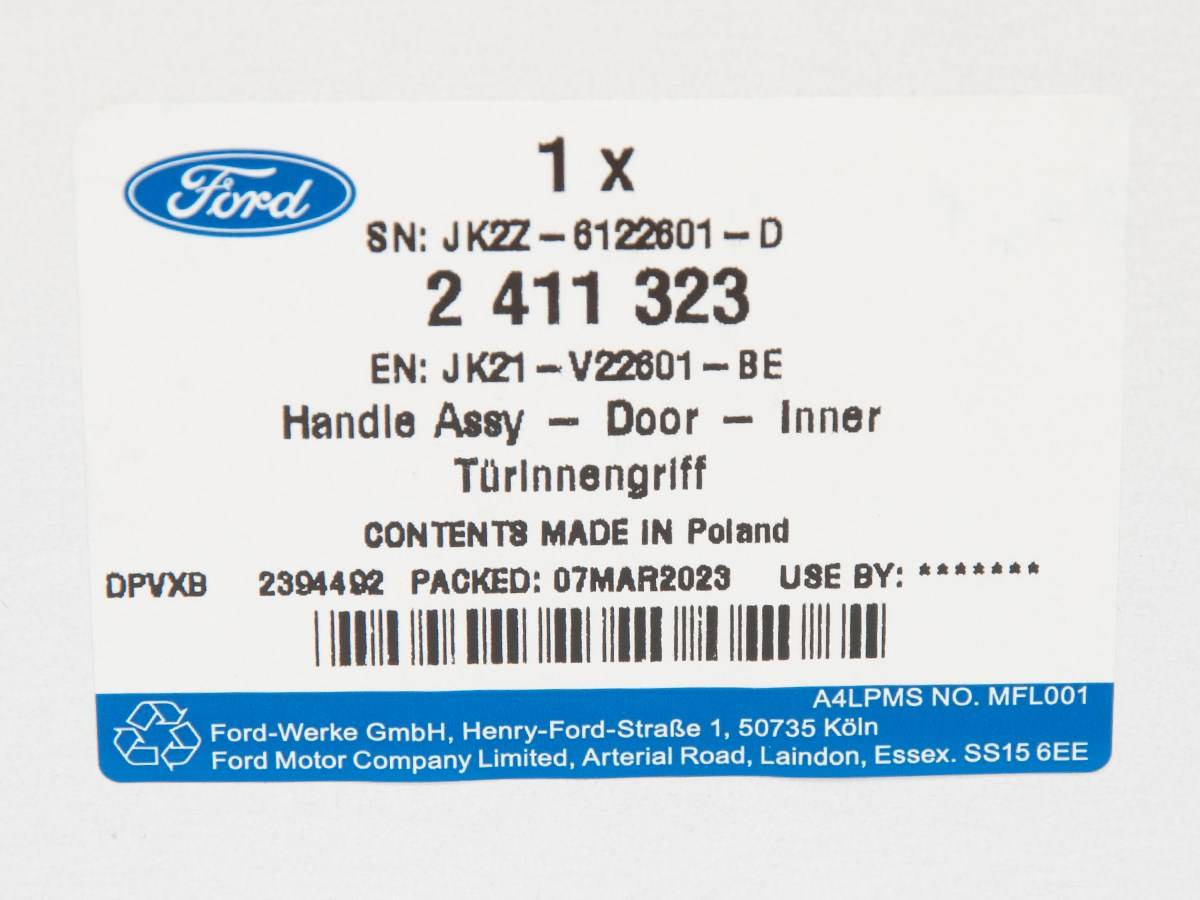 Ford
1 x
SN: JK2Z-6122601-D
2 411 323
EN: JK21-V22601-BE
Handle Assy - Door - Inner
Türinnengriff
CONTENTS MADE IN Poland
DPVXB 2394492 PACKED: 07MAR2023 USE BY: *******
A4LPMS NO. MFL001
Ford-Werke GmbH, Henry-Ford-Straße 1, 50735 Köln
Ford Motor Company Limited, Arterial Road, Laindon, Essex. SS15 6EE